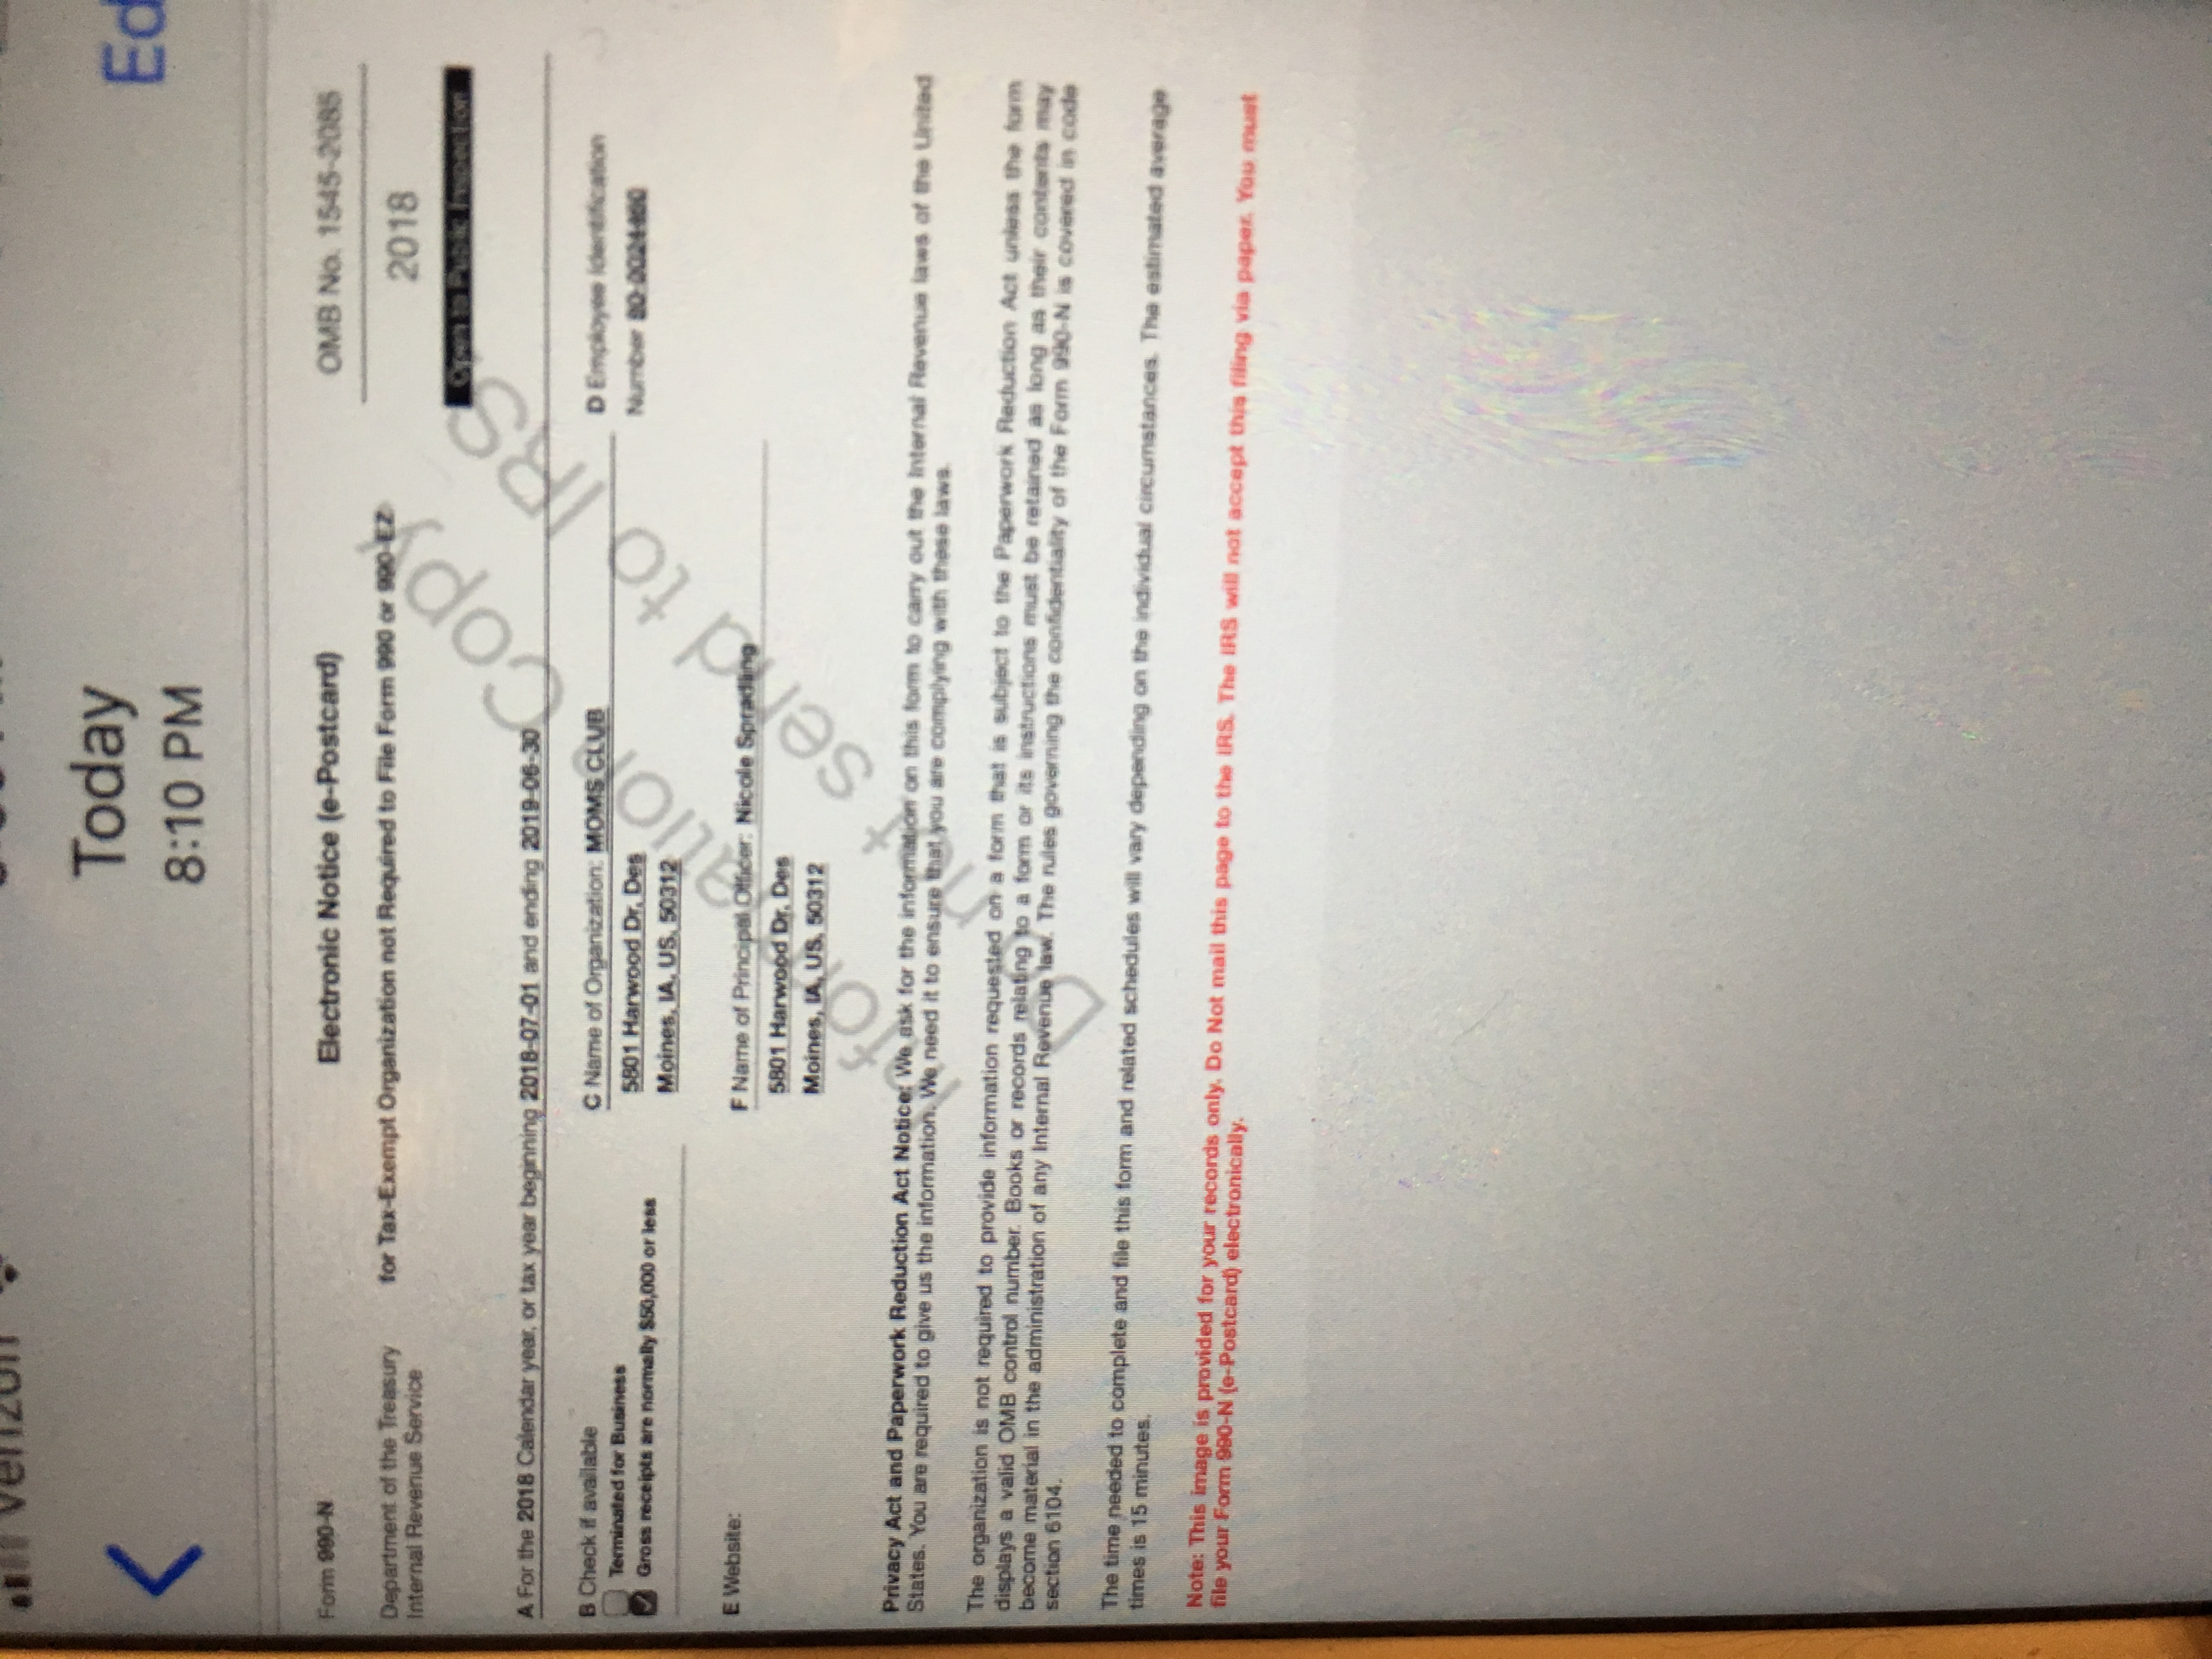 verizon
Today
8:10 PM
Form 990-N
Electronic Notice (e-Postcard)
OMB No. 1545-2085
Department of the Treasury
Internal Revenue Service
for Tax-Exempt Organization not Required to File Form 990 or 990-EZ
2018
Open to Public Inspection
A For the 2018 Calendar year, or tax year beginning 2018-07-01 and ending 2019-06-30
B Check if available
Terminated for Business
Gross receipts are normally $50,000 or less
C Name of Organization: MOMS CLUB
5801 Harwood Dr, Des
Moines, IA, US, 50312
D Employee Identification
Number
E Website:
F Name of Principal Officer: Nicole Spradling
5801 Harwood Dr, Des
Moines, IA, US, 50312
Privacy Act and Paperwork Reduction Act Notice: We ask for the information on this form to carry out the Internal Revenue laws of the United
States. You are required to give us the information. We need it to ensure that you are complying with these laws.
The organization is not required to provide information requested on a form that is subject to the Paperwork Reduction Act unless the form
displays a valid OMB control number. Books or records relating to a form or its instructions must be retained as long as their contents may
become material in the administration of any Internal Revenue law. The rules governing the confidentiality of the Form 990-N is covered in code
section 6104.
The time needed to complete and file this form and related schedules will vary depending on the individual circumstances. The estimated average
times is 15 minutes.
Note: This image is provided for your records only. Do Not mail this page to the IRS. The IRS will not accept this filing via paper. You must
file your Form 990-N (e-Postcard) electronically.
Information Copy
Do not send to IRS.